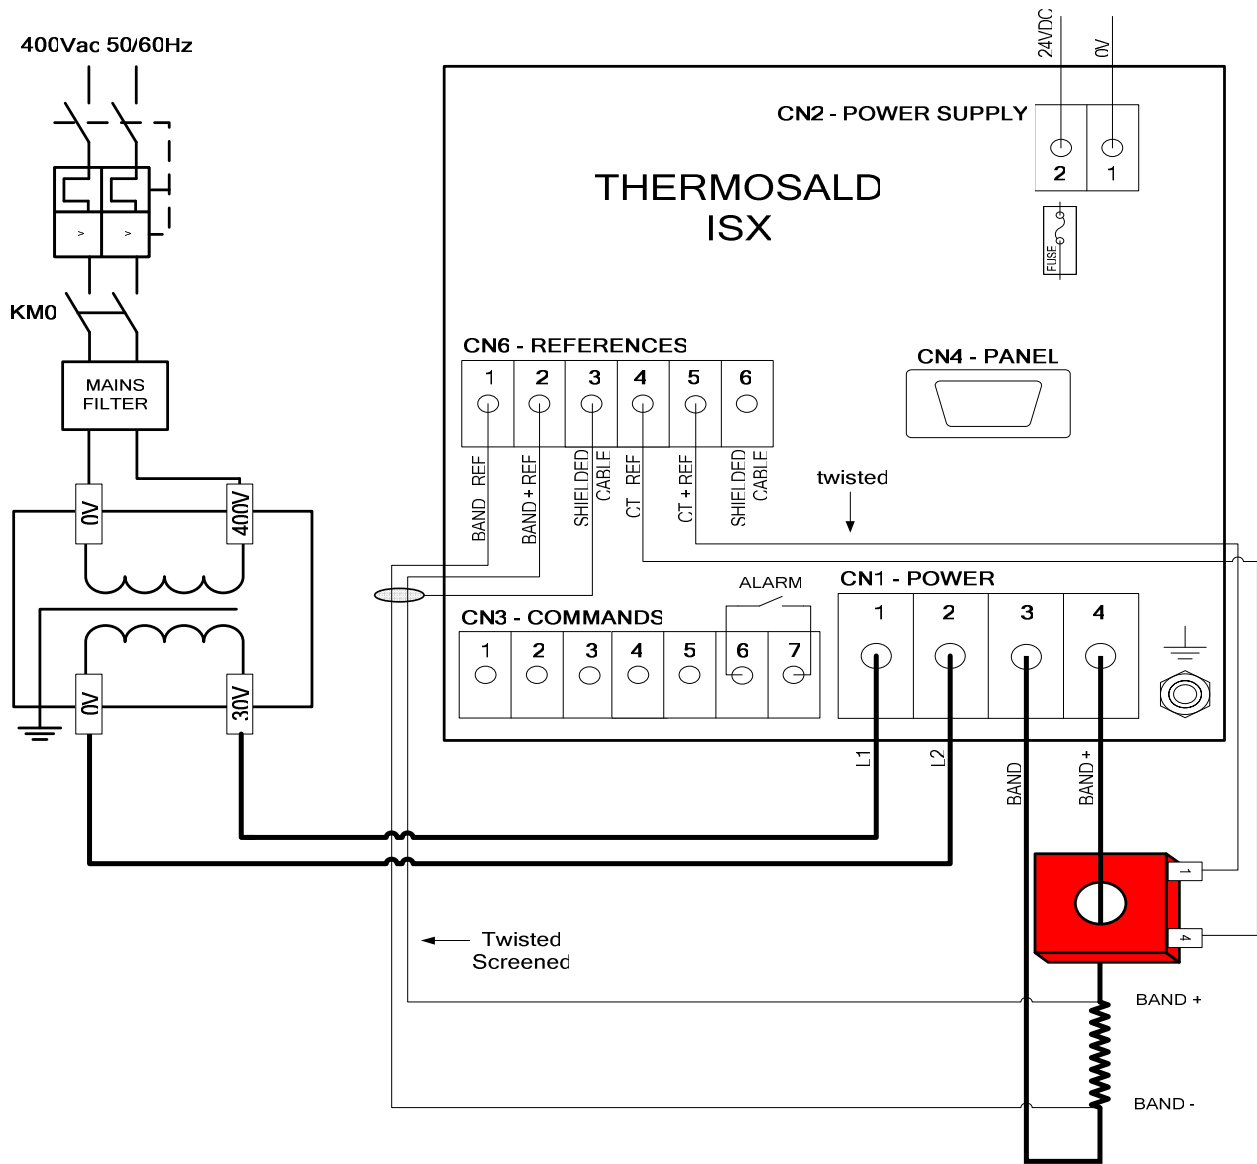 400Vac 50/60Hz
24VDC
0V
CN2 - POWER SUPPLY
2
1
THERMOSALD
ISX
FUSE
>
>
KM0
MAINS
FILTER
CN6 - REFERENCES
1
2
3
4
5
6
CN4 - PANEL
BAND REF
BAND + REF
SHIELDED
CABLE
CT REF
CT + REF
SHIELDED
CABLE
twisted
0V
400V
ALARM
CN1 - POWER
1
2
3
4
CN3 - COMMANDS
1
2
3
4
5
6
7
0V
30V
L1
L2
BAND
BAND +
1
4
Twisted
Screened
BAND +
BAND -